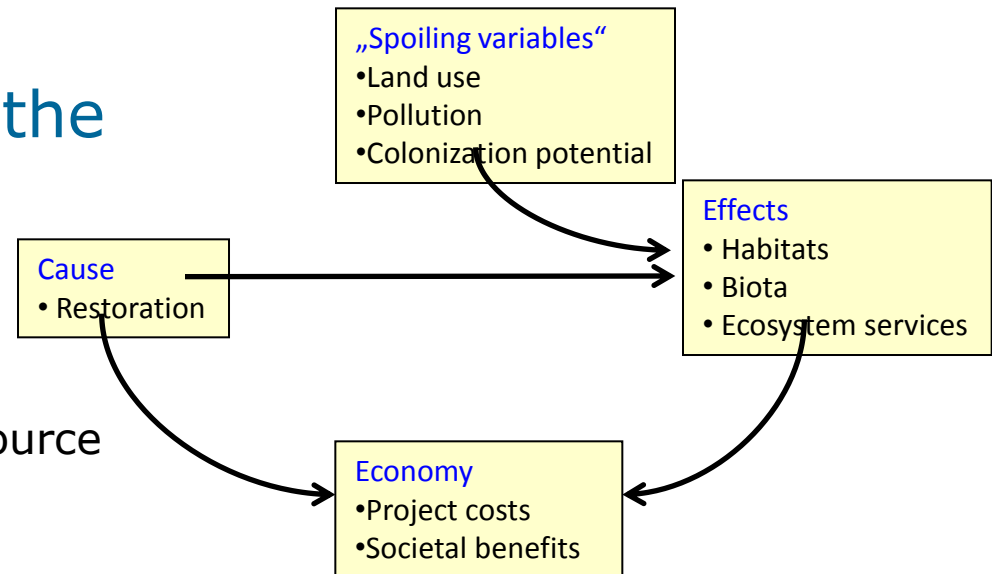 the
„Spoiling variables“
•Land use
•Pollution
•Colonization potential
Cause
• Restoration
Effects
• Habitats
• Biota
• Ecosystem services
ource
Economy
•Project costs
•Societal benefits